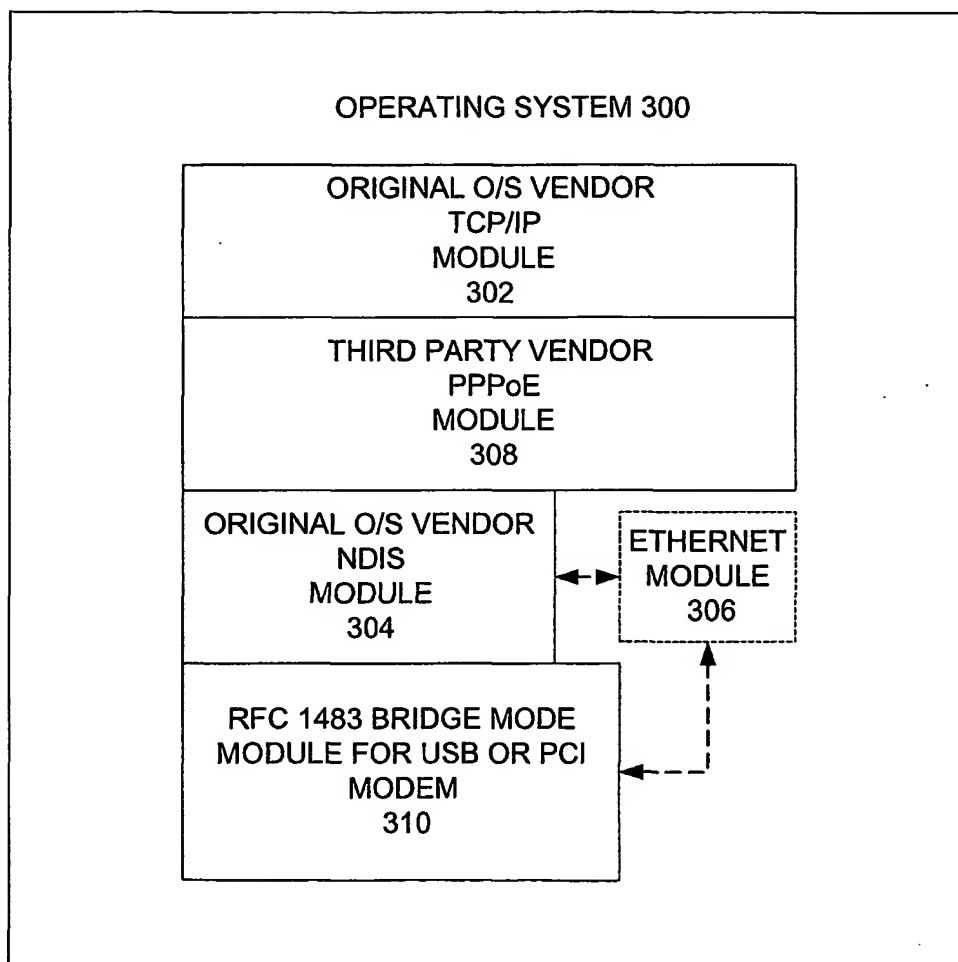 OPERATING SYSTEM 300
ORIGINAL O/S VENDOR
TCP/IP
MODULE
302
THIRD PARTY VENDOR
PPPoE
MODULE
308
ORIGINAL O/S VENDOR
NDIS
MODULE
304
ETHERNET
MODULE
306
RFC 1483 BRIDGE MODE
MODULE FOR USB OR PCI
MODEM
310